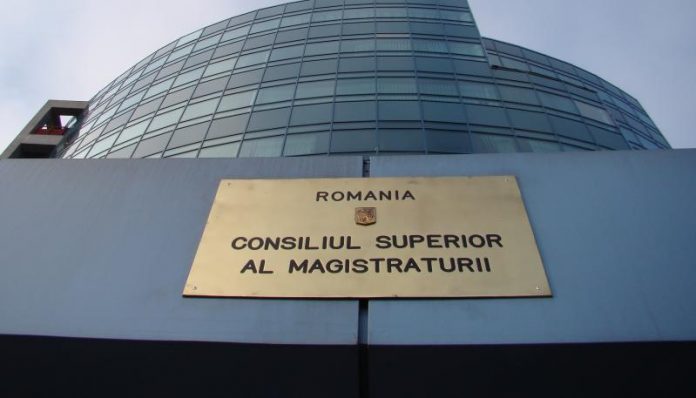 ROMANIA
CONSILIUL SUPERIOR
AL MAGISTRATURII